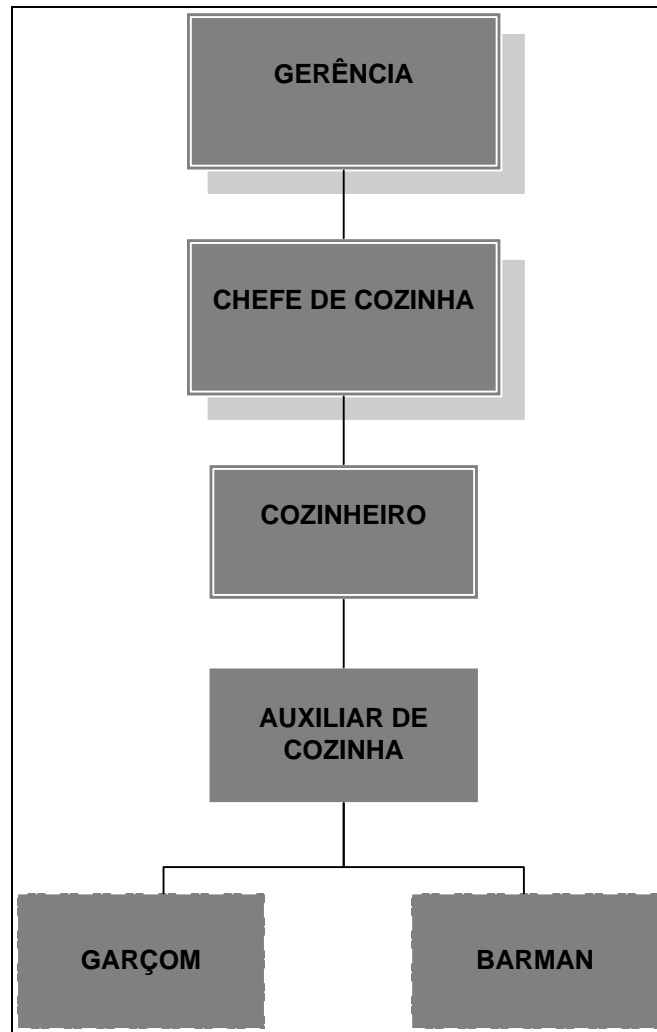 GERÊNCIA
CHEFE DE COZINHA
COZINHEIRO
AUXILIAR DE
COZINHA
GARÇOM
BARMAN